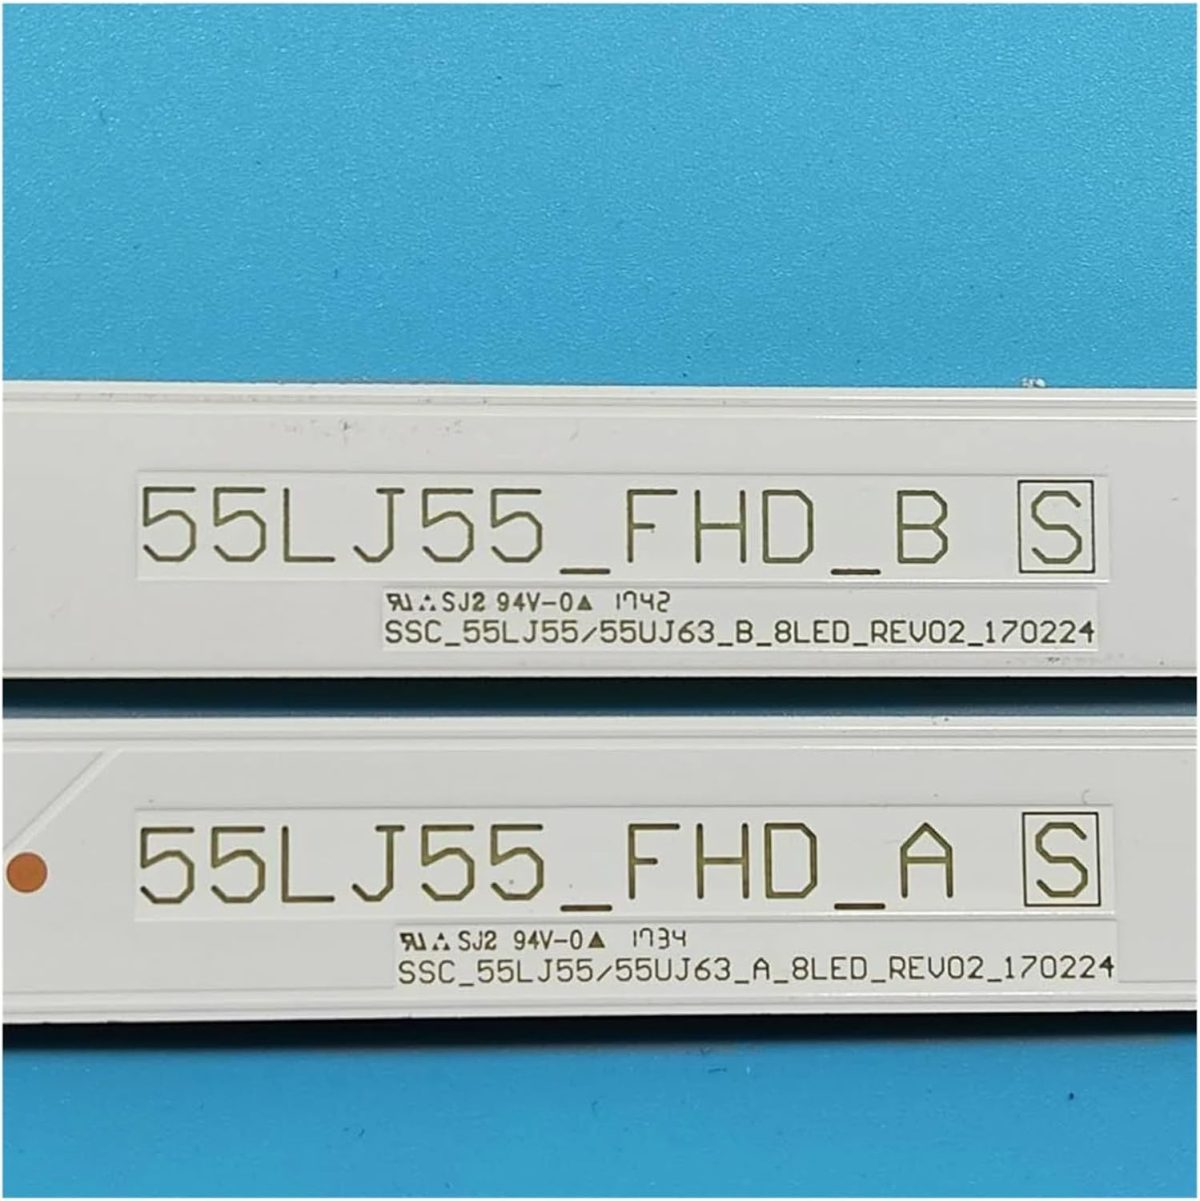 55LJ55_FHD_B S
SJ2 94V-0 1742
SSC_55LJ55/55UJ63_B_8LED_REV02_170224
55LJ55_FHD_A S
SJ2 94V-0 1734
SSC_55LJ55/55UJ63_A_8LED_REV02_170224